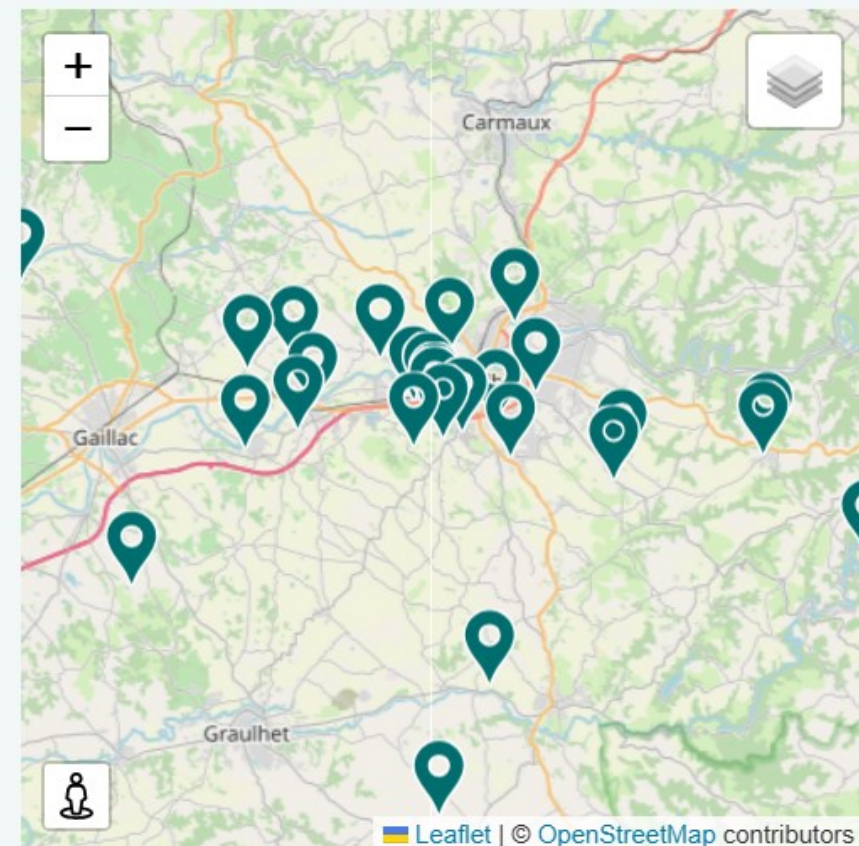 +
Carmaux
−
Gaillac
Graulhet
Leaflet | © OpenStreetMap contributors